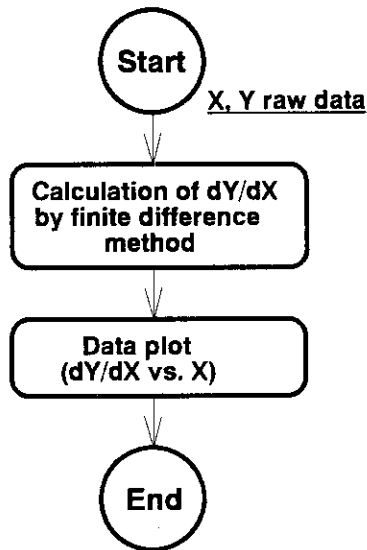 Start
X, Y raw data
Calculation of dY/dX
by finite difference
method
Data plot
(dY/dX vs. X)
End